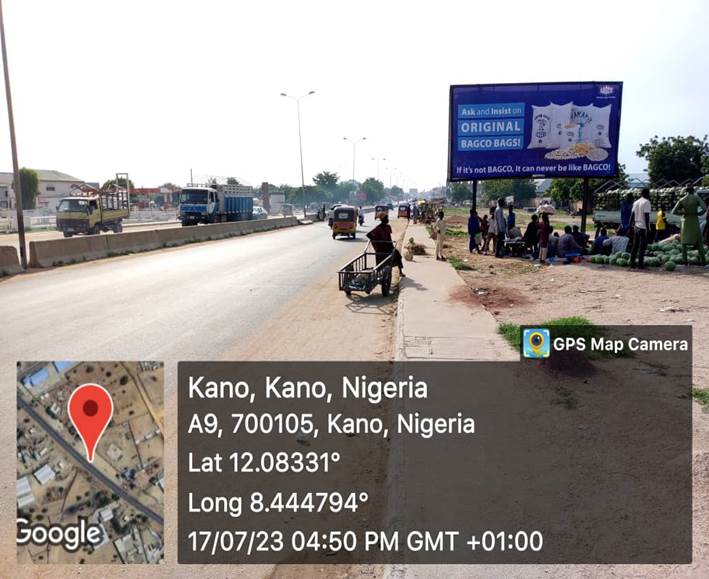 Ask and Insist on
ORIGINAL
BAGCO BAGS!
If it's not BAGCO, It can never be like BAGCO!
GPS Map Camera
Kano, Kano, Nigeria
A9, 700105, Kano, Nigeria
Lat 12.08331°
Long 8.444794°
17/07/23 04:50 PM GMT +01:00
Google